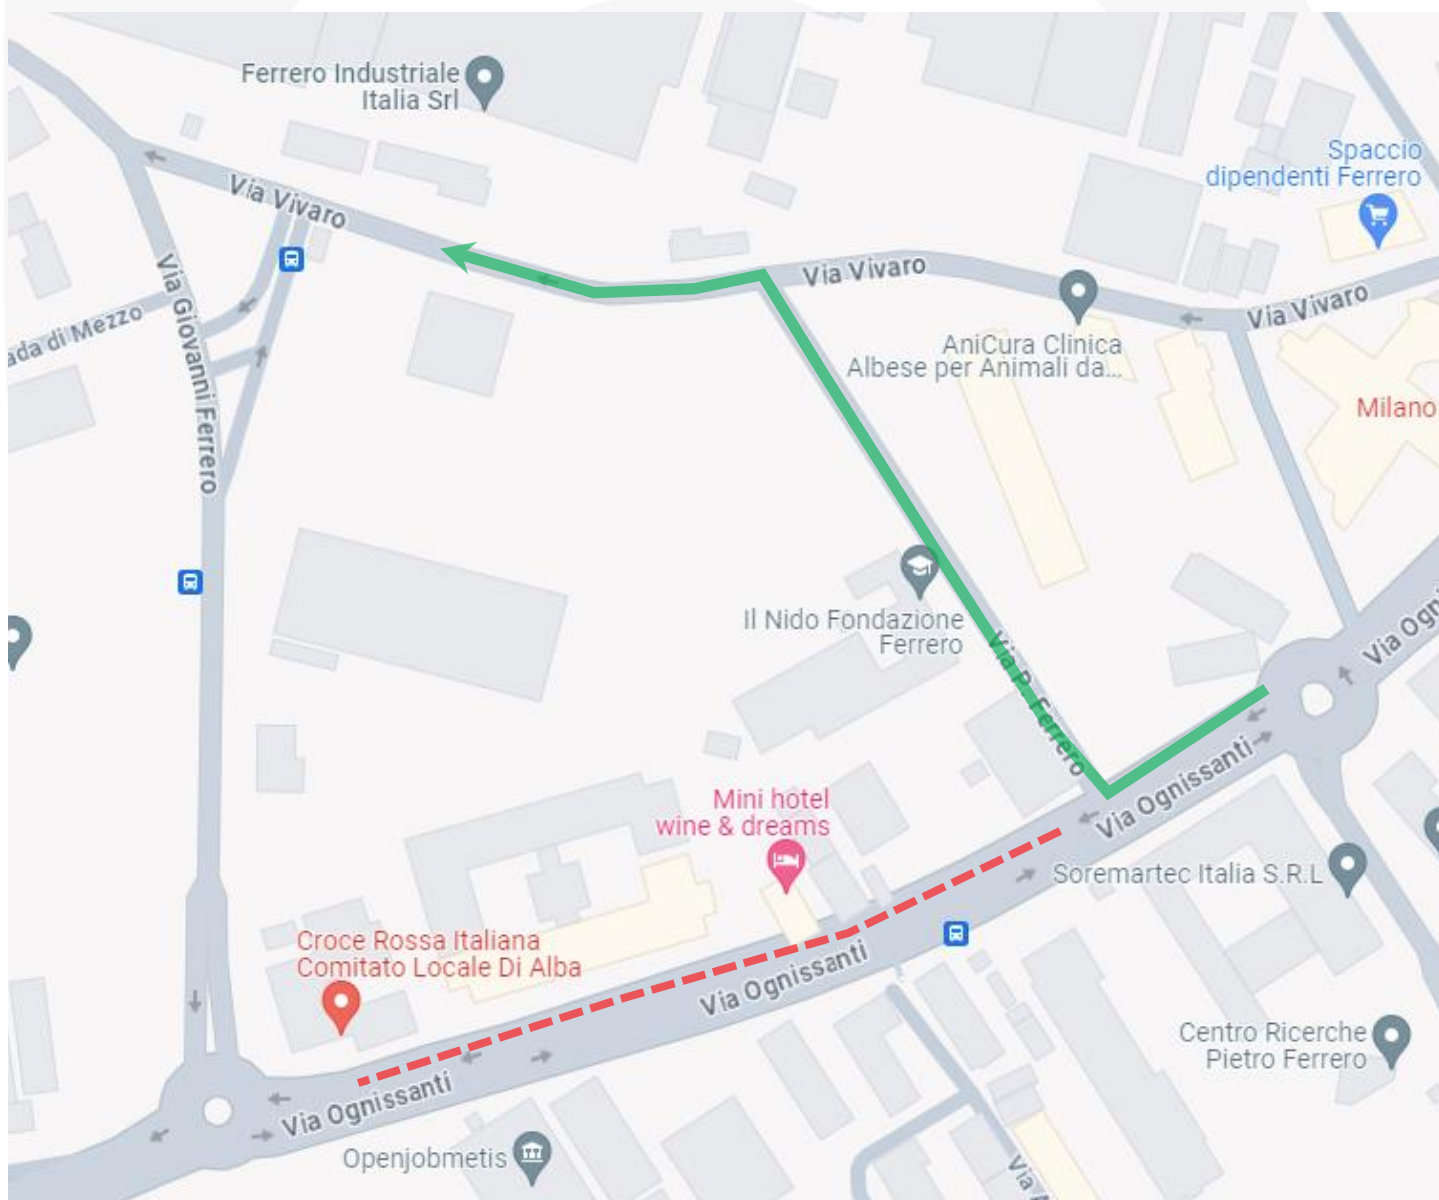 Ferrero Industriale
Italia Srl
Spaccio
dipendenti Ferrero
Via Vivaro
Via Vivaro
Via Vivaro
Via Giovanni Ferrero
ada di Mezzo
AniCura Clinica
Albese per Animali da...
Milano
Il Nido Fondazione
Ferrero
Via P. Ferrero
Via Ogni
Via Ognissanti
Mini hotel
wine & dreams
Soremartec Italia S.R.L
Croce Rossa Italiana
Comitato Locale Di Alba
Via Ognissanti
Centro Ricerche
Pietro Ferrero
Via Ognissanti
Openjobmetis
Via A